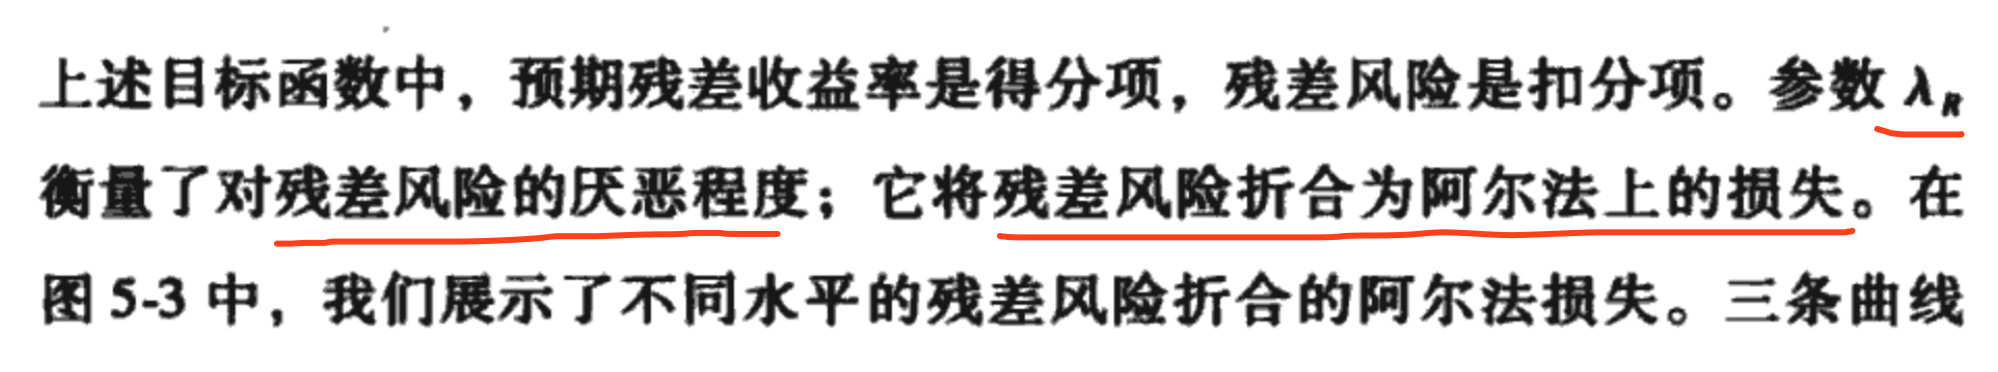 上述目标函数中，预期残差收益率是得分项，残差风险是扣分项。参数 λ_R
衡量了对残差风险的厌恶程度；它将残差风险折合为阿尔法上的损失。在
图 5-3 中，我们展示了不同水平的残差风险折合的阿尔法损失。三条曲线